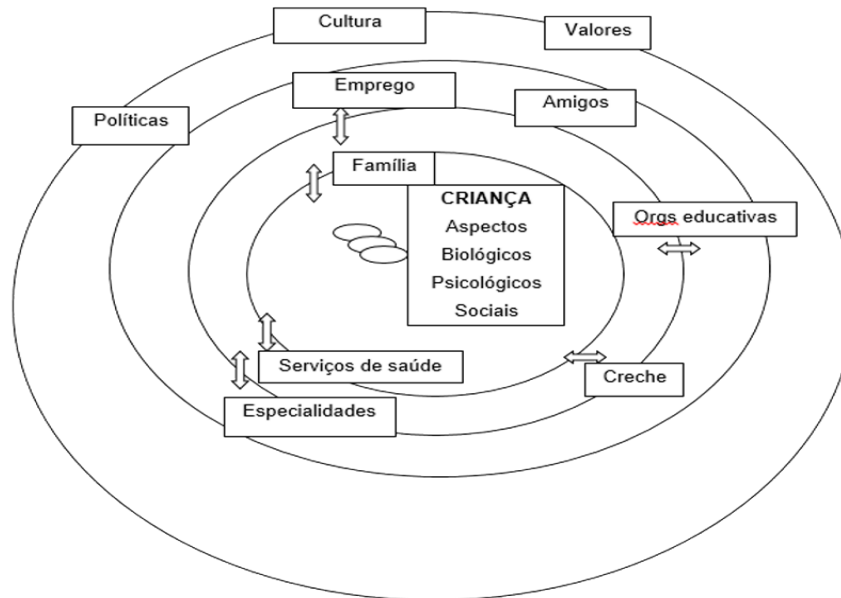 Cultura
Valores
Emprego
Amigos
Políticas
Família
CRIANÇA
Aspectos
Biológicos
Psicológicos
Sociais
Orgs educativas
Serviços de saúde
Creche
Especialidades